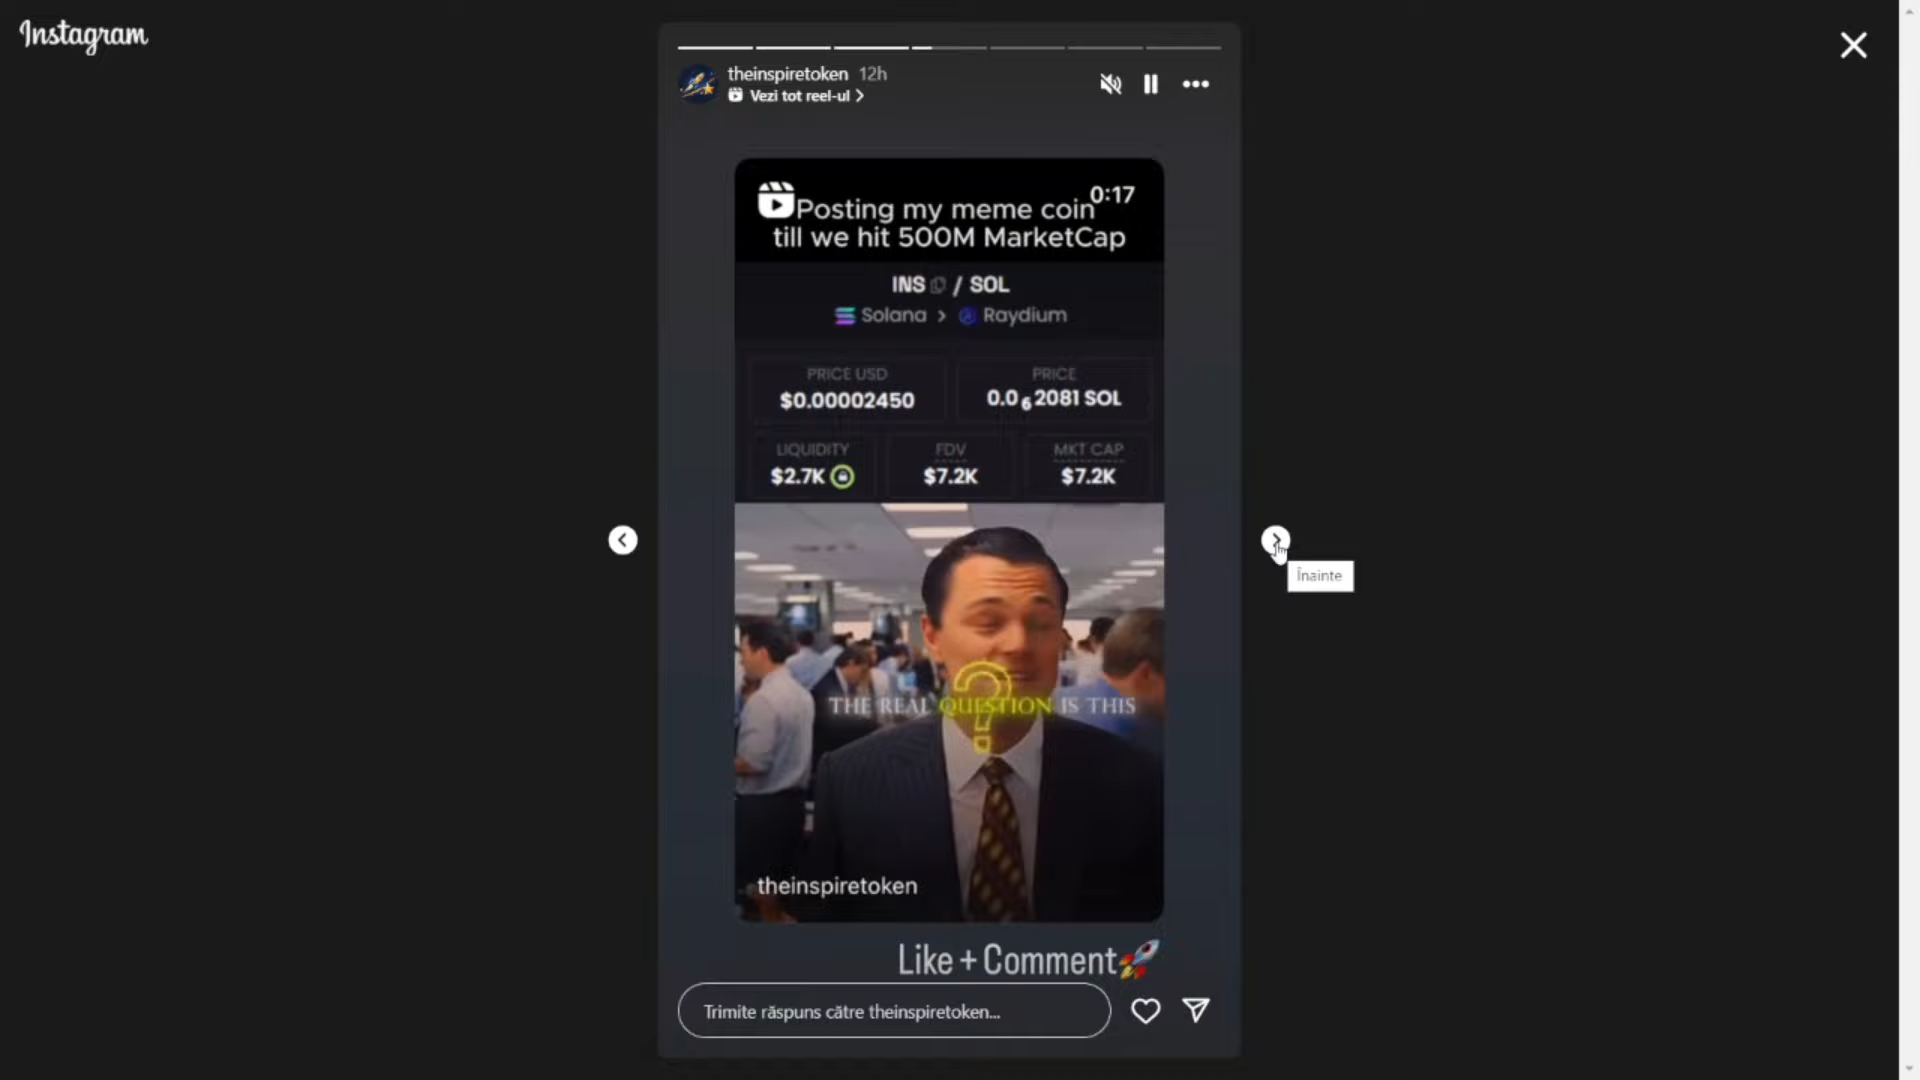 Instagram
theinspiretoken 12h
Vezi tot reel-ul
0:17
Posting my meme coin
till we hit 500M MarketCap
INS / SOL
Solana > Raydium
PRICE USD
$0.00002450
PRICE
0.0₆2081 SOL
LIQUIDITY
$2.7K
FDV
$7.2K
MKT CAP
$7.2K
Înainte
THE REAL QUESTION IS THIS
?
theinspiretoken
Like + Comment🚀
Trimite răspuns către theinspiretoken...